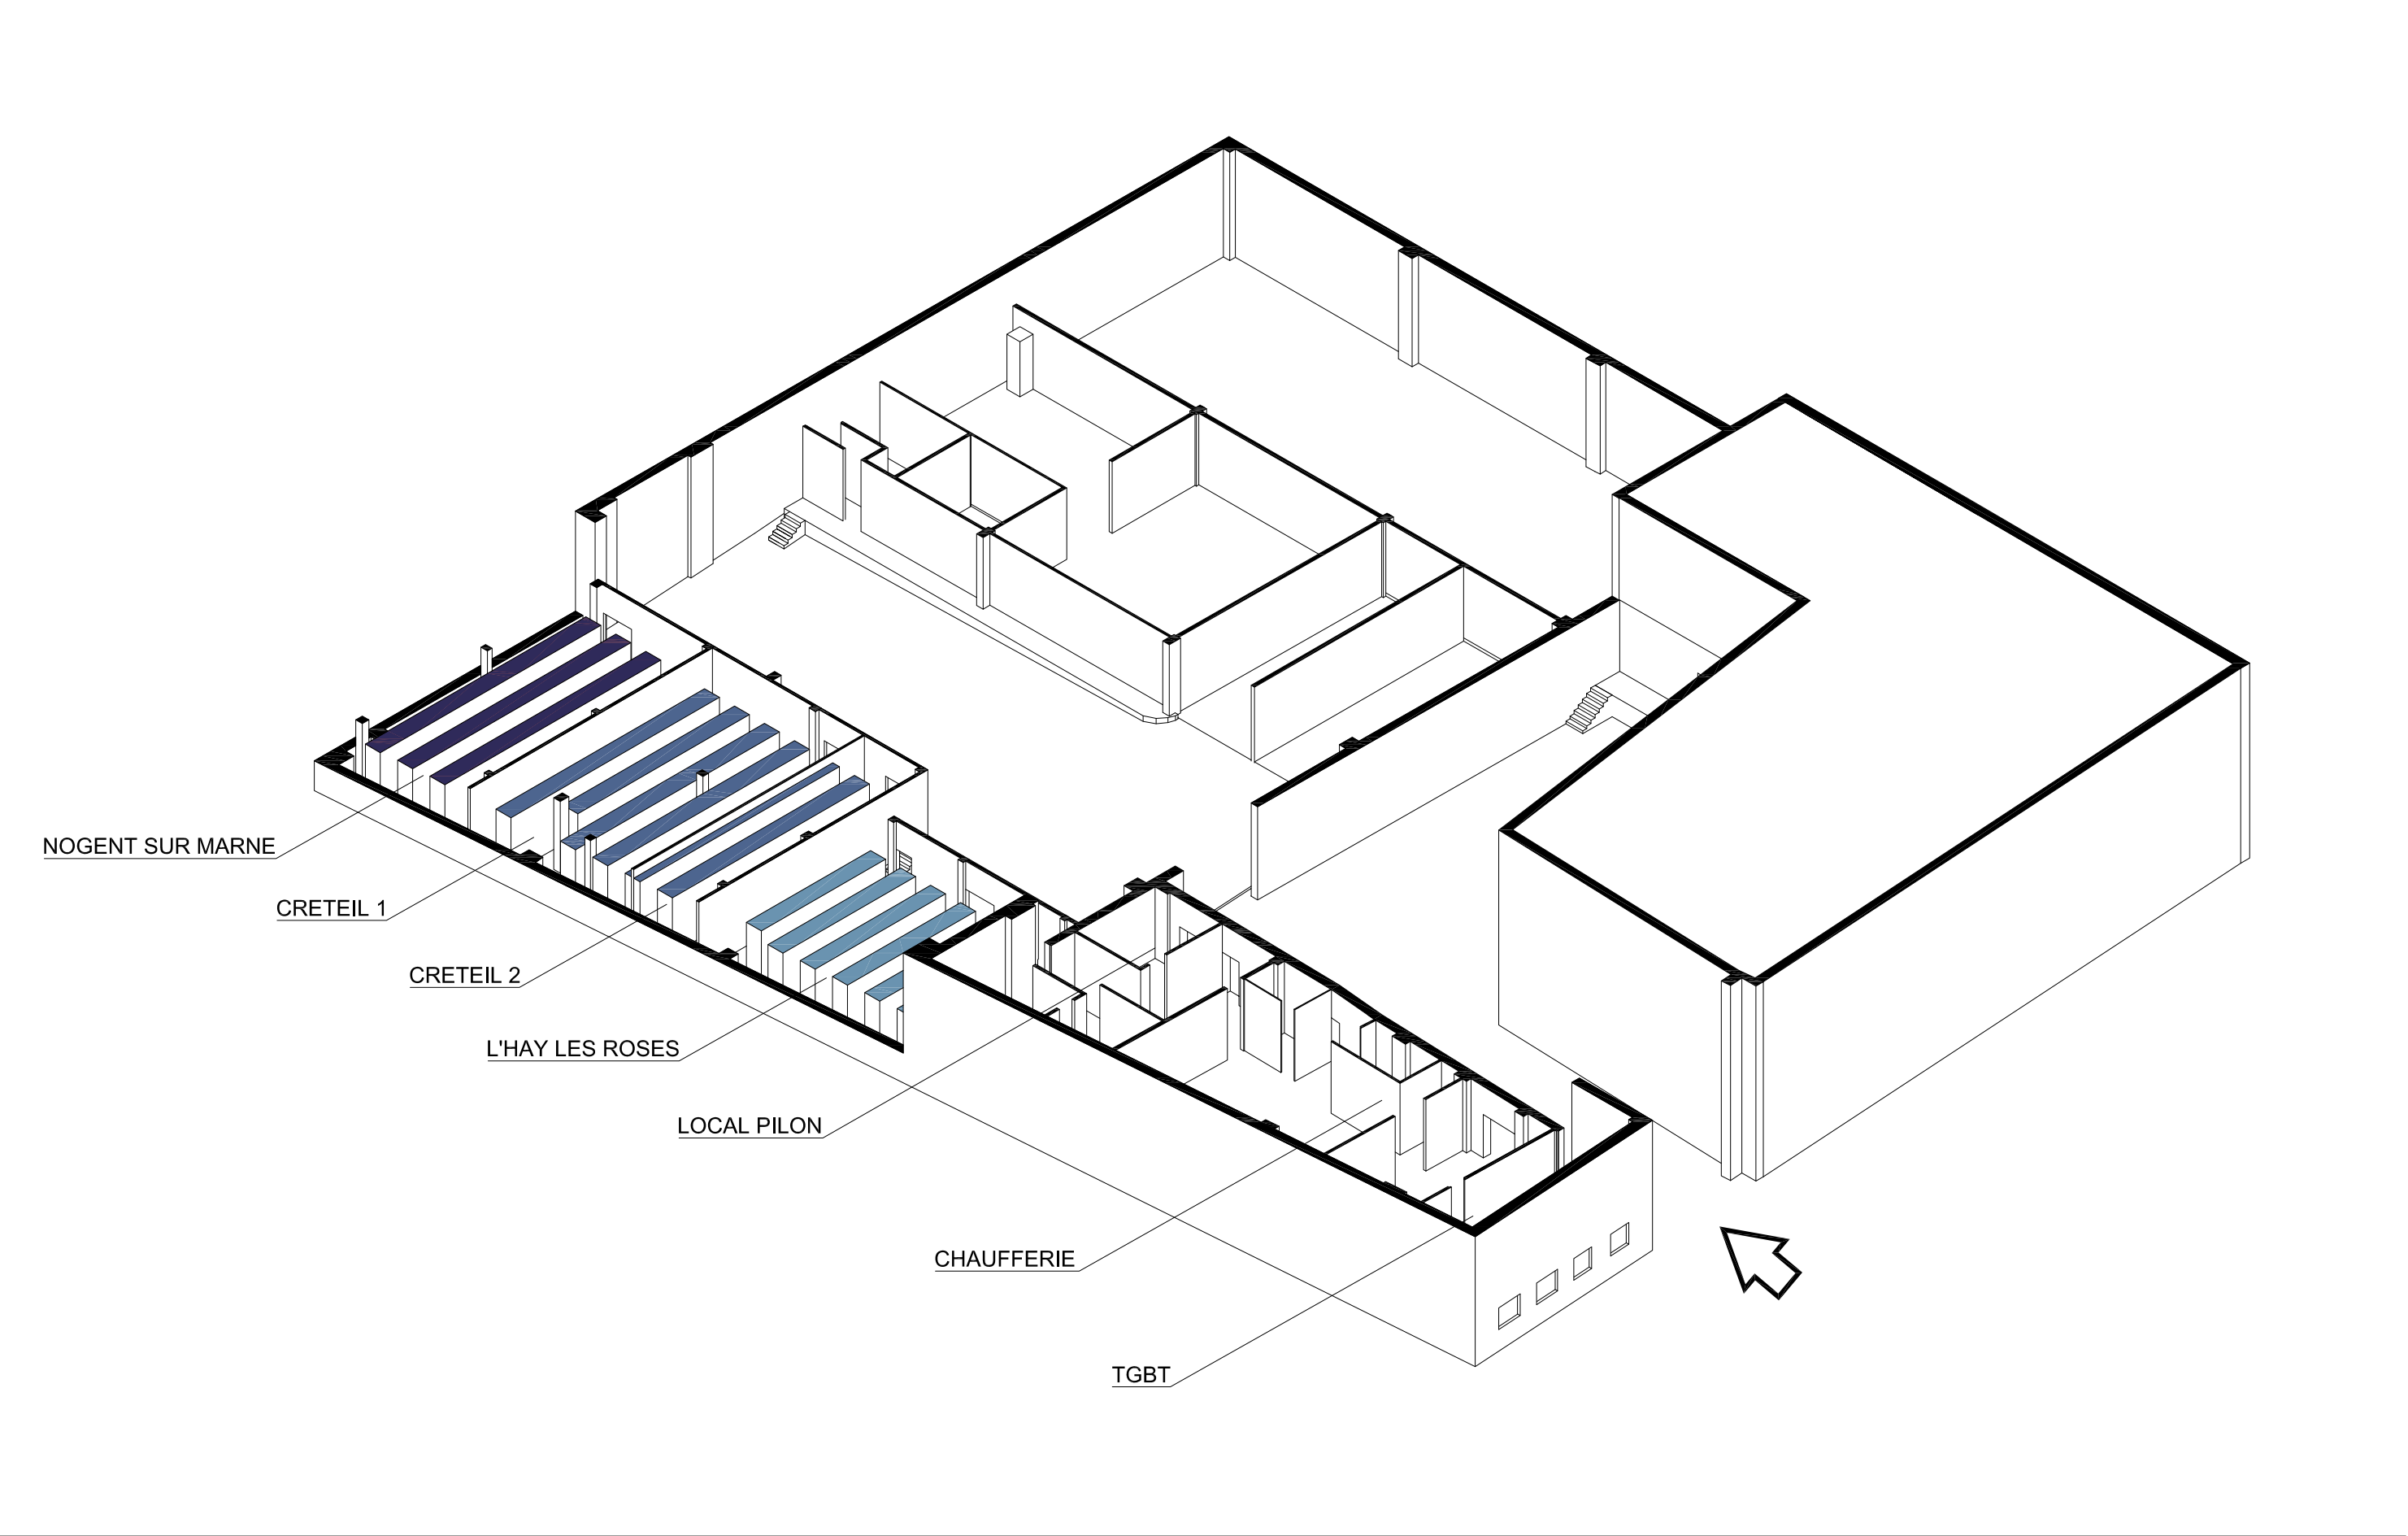 NOGENT SUR MARNE
CRETEIL 1
CRETEIL 2
L'HAY LES ROSES
LOCAL PILON
CHAUFFERIE
TGBT